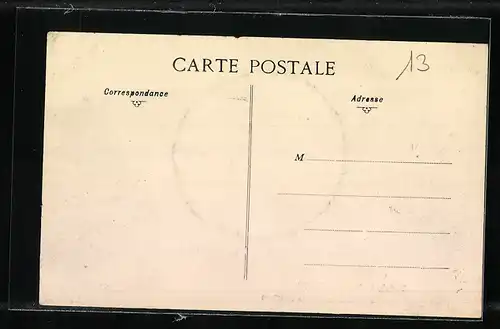 CARTE POSTALE
13
Correspondance
Adresse
M